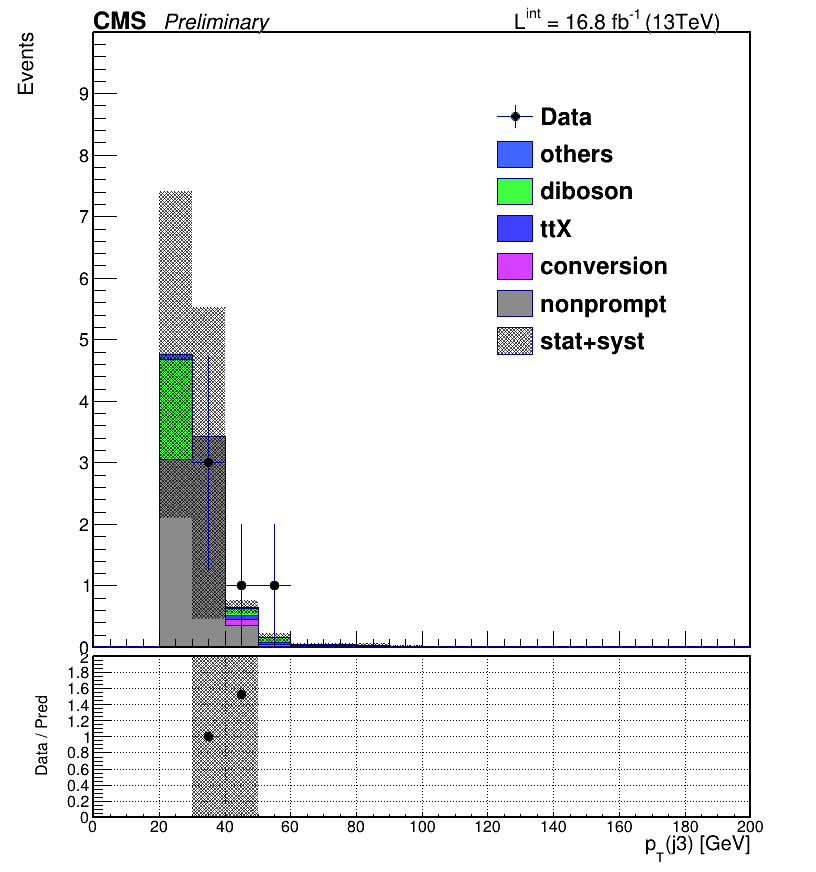 CMS Preliminary L^int = 16.8 fb^-1 (13TeV)
Events
9
8
7
6
5
4
3
2
1
0
Data
others
diboson
ttX
conversion
nonprompt
stat+syst
Data / Pred
2
1.8
1.6
1.4
1.2
1
0.8
0.6
0.4
0.2
0
0 20 40 60 80 100 120 140 160 180 200
p_T(j3) [GeV]